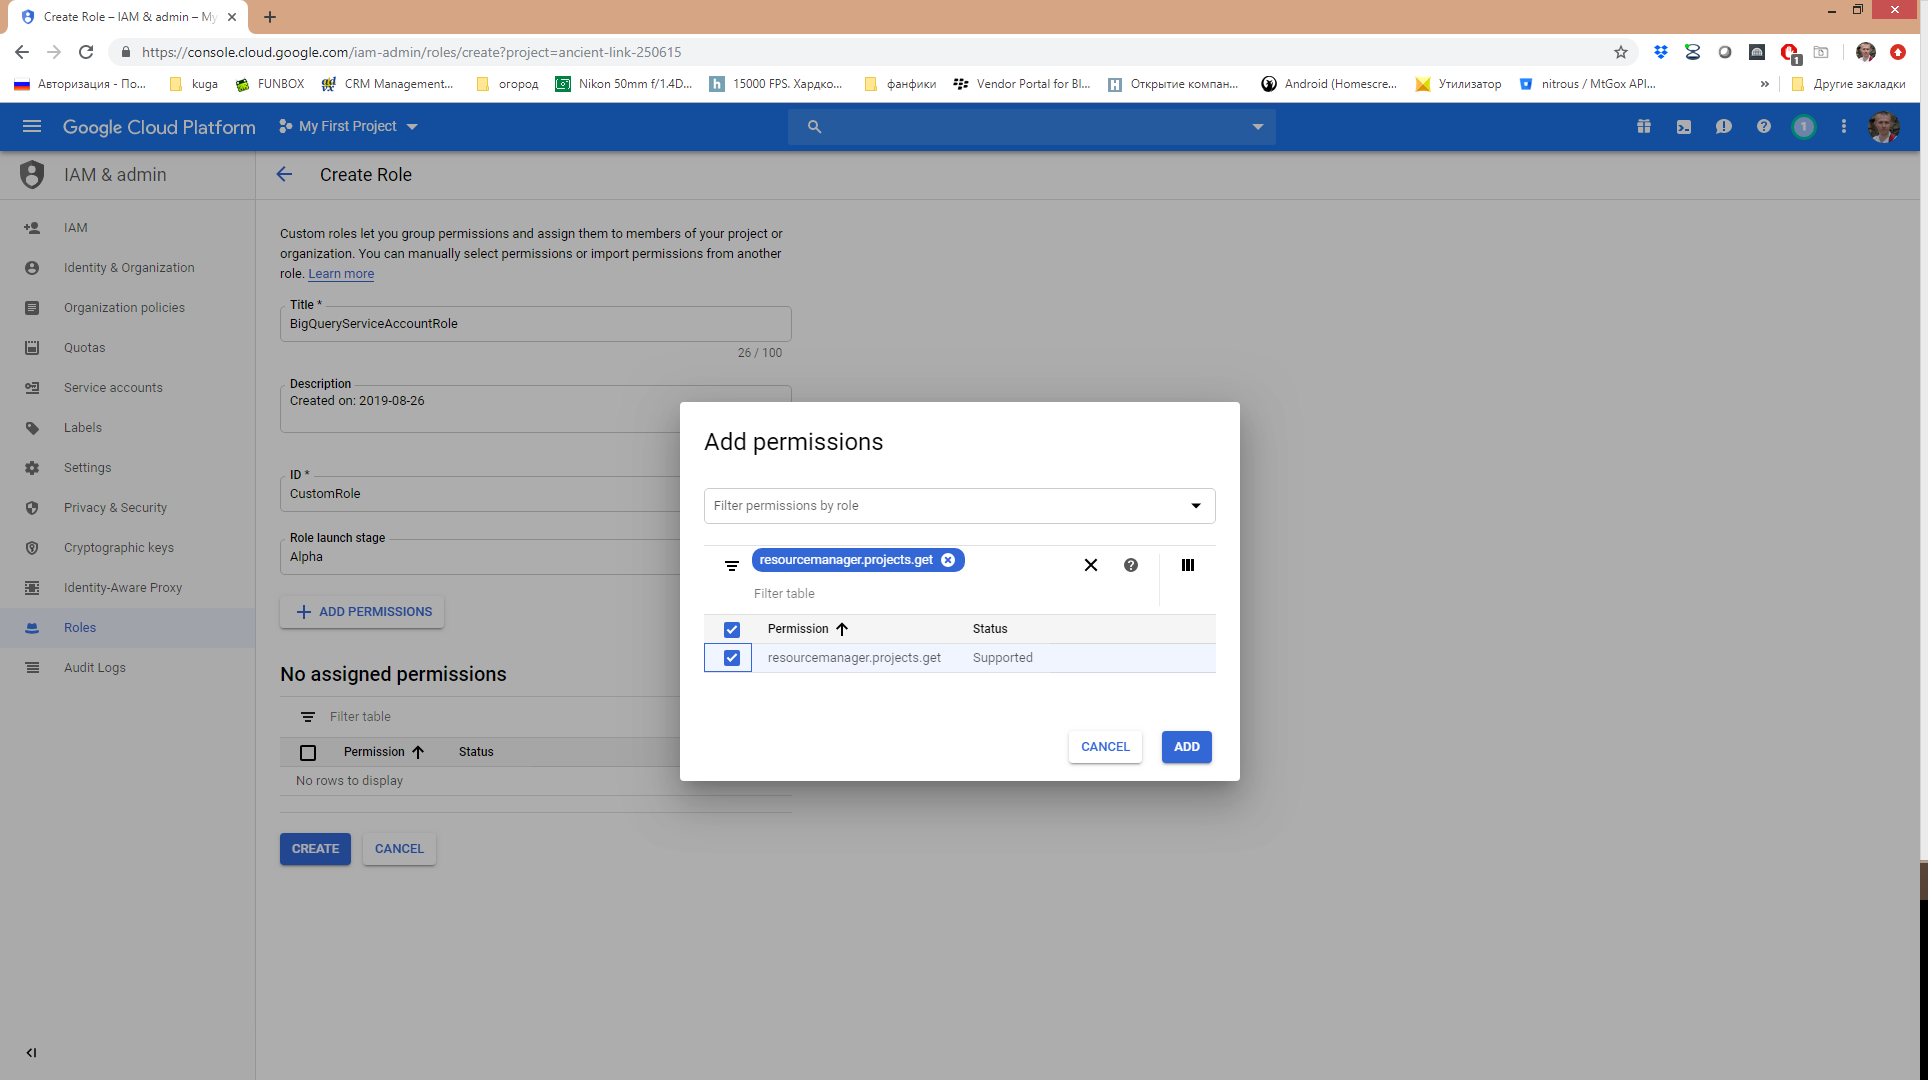 Create Role – IAM & admin – My
https://console.cloud.google.com/iam-admin/roles/create?project=ancient-link-250615
1
Авторизация - По...
kuga
FUNBOX
CRM Management...
огород
Nikon 50mm f/1.4D...
15000 FPS. Хардко...
фанфики
Vendor Portal for Bl...
Открытие компан...
Android (Homescre...
Утилизатор
nitrous / MtGox API...
»
Другие закладки
Google Cloud Platform
My First Project
1
IAM & admin
Create Role
IAM
Identity & Organization
Organization policies
Quotas
Service accounts
Labels
Settings
Privacy & Security
Cryptographic keys
Identity-Aware Proxy
Roles
Audit Logs
Custom roles let you group permissions and assign them to members of your project or
organization. You can manually select permissions or import permissions from another
role. Learn more
Title *
BigQueryServiceAccountRole
26 / 100
Description
Created on: 2019-08-26
ID *
CustomRole
Role launch stage
Alpha
ADD PERMISSIONS
No assigned permissions
Filter table
Permission
Status
No rows to display
CREATE
CANCEL
Add permissions
Filter permissions by role
resourcemanager.projects.get
Filter table
Permission
Status
resourcemanager.projects.get
Supported
CANCEL
ADD